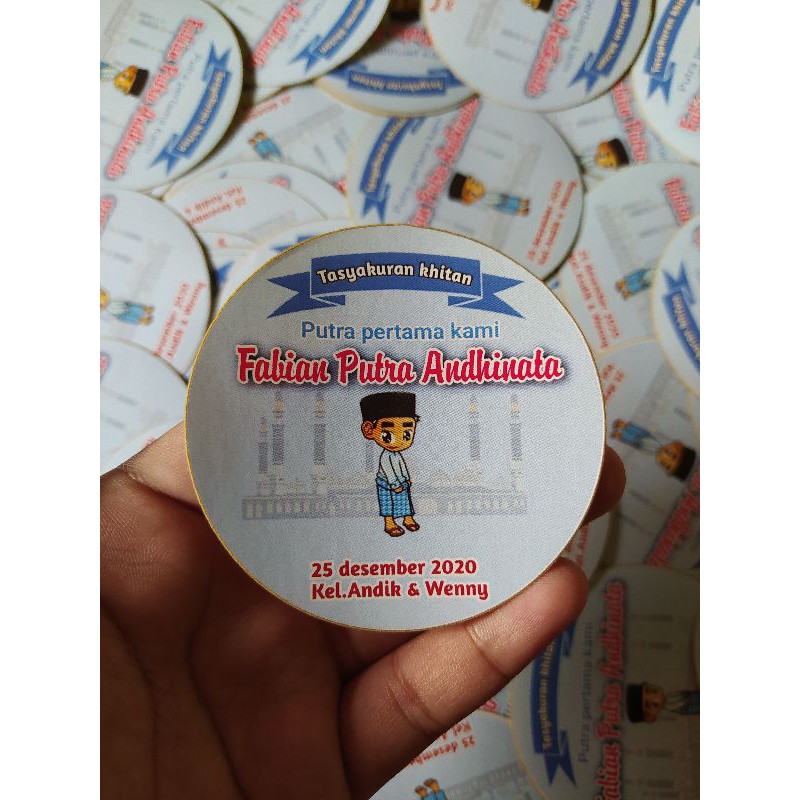 Tasyakuran khitan
Putra pertama kami
Fabian Putra Andhinata
25 desember 2020
Kel.Andik & Wenny